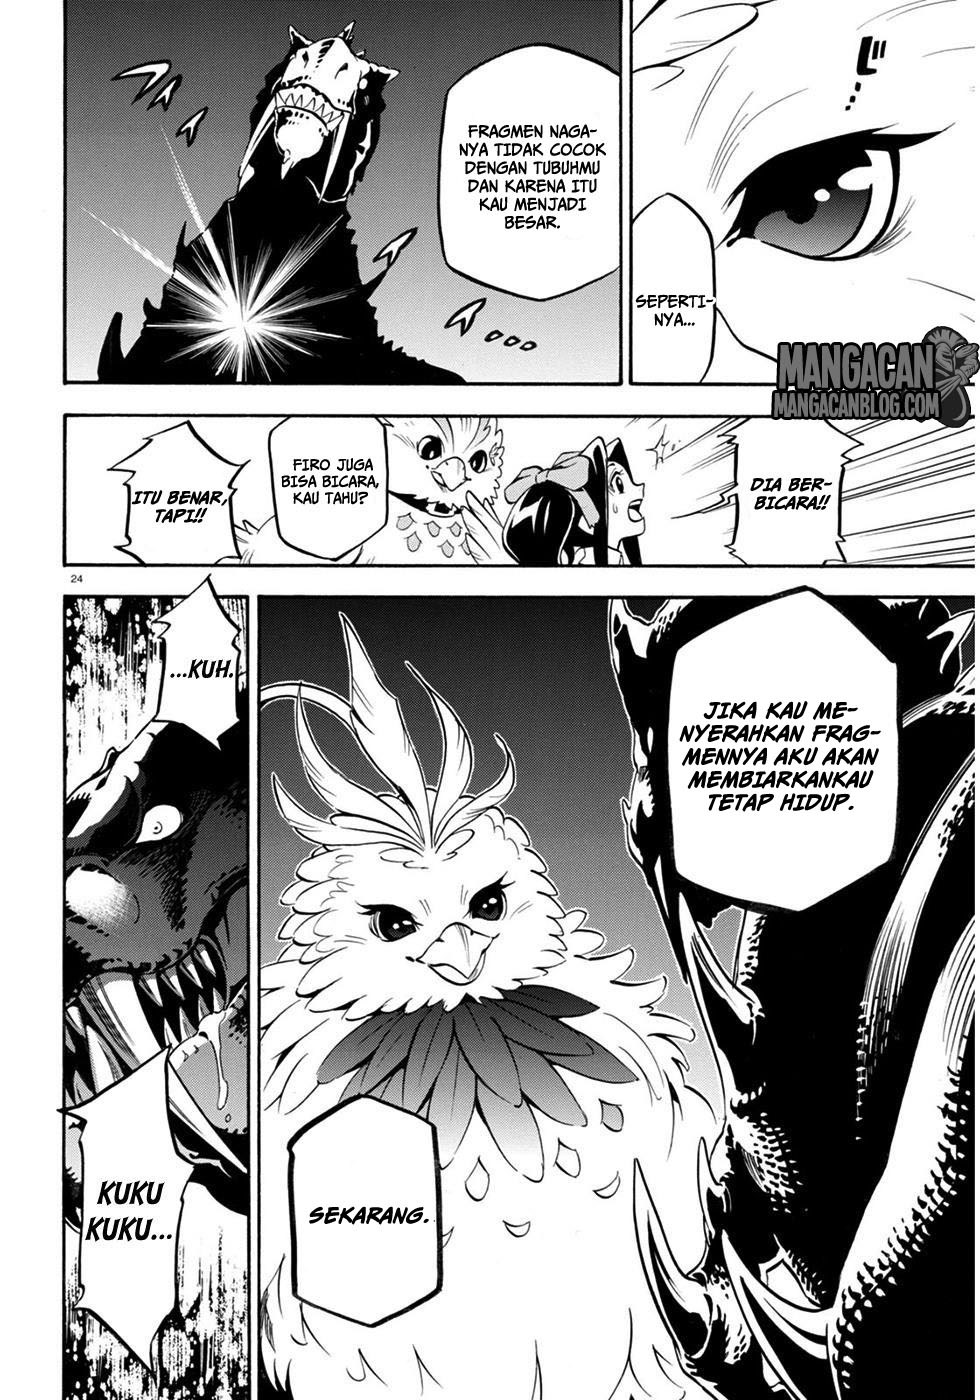 SEPERTI-
NYA...
FRAGMEN NAGA-
NYA TIDAK COCOK
DENGAN TUBUHMU
DAN KARENA ITU
KAU MENJADI
BESAR.
MANGACAN
MANGACANBLOG.COM
DIA BER-
BICARA!!
FIRO JUGA
BISA BICARA,
KAU TAHU?
ITU BENAR,
TAPI!!
24
JIKA KAU ME-
NYERAHKAN FRAG-
MENNYA AKU AKAN
MEMBIARKANKAU
TETAP HIDUP.
SEKARANG.
...KUH.
KUKU
KUKU...